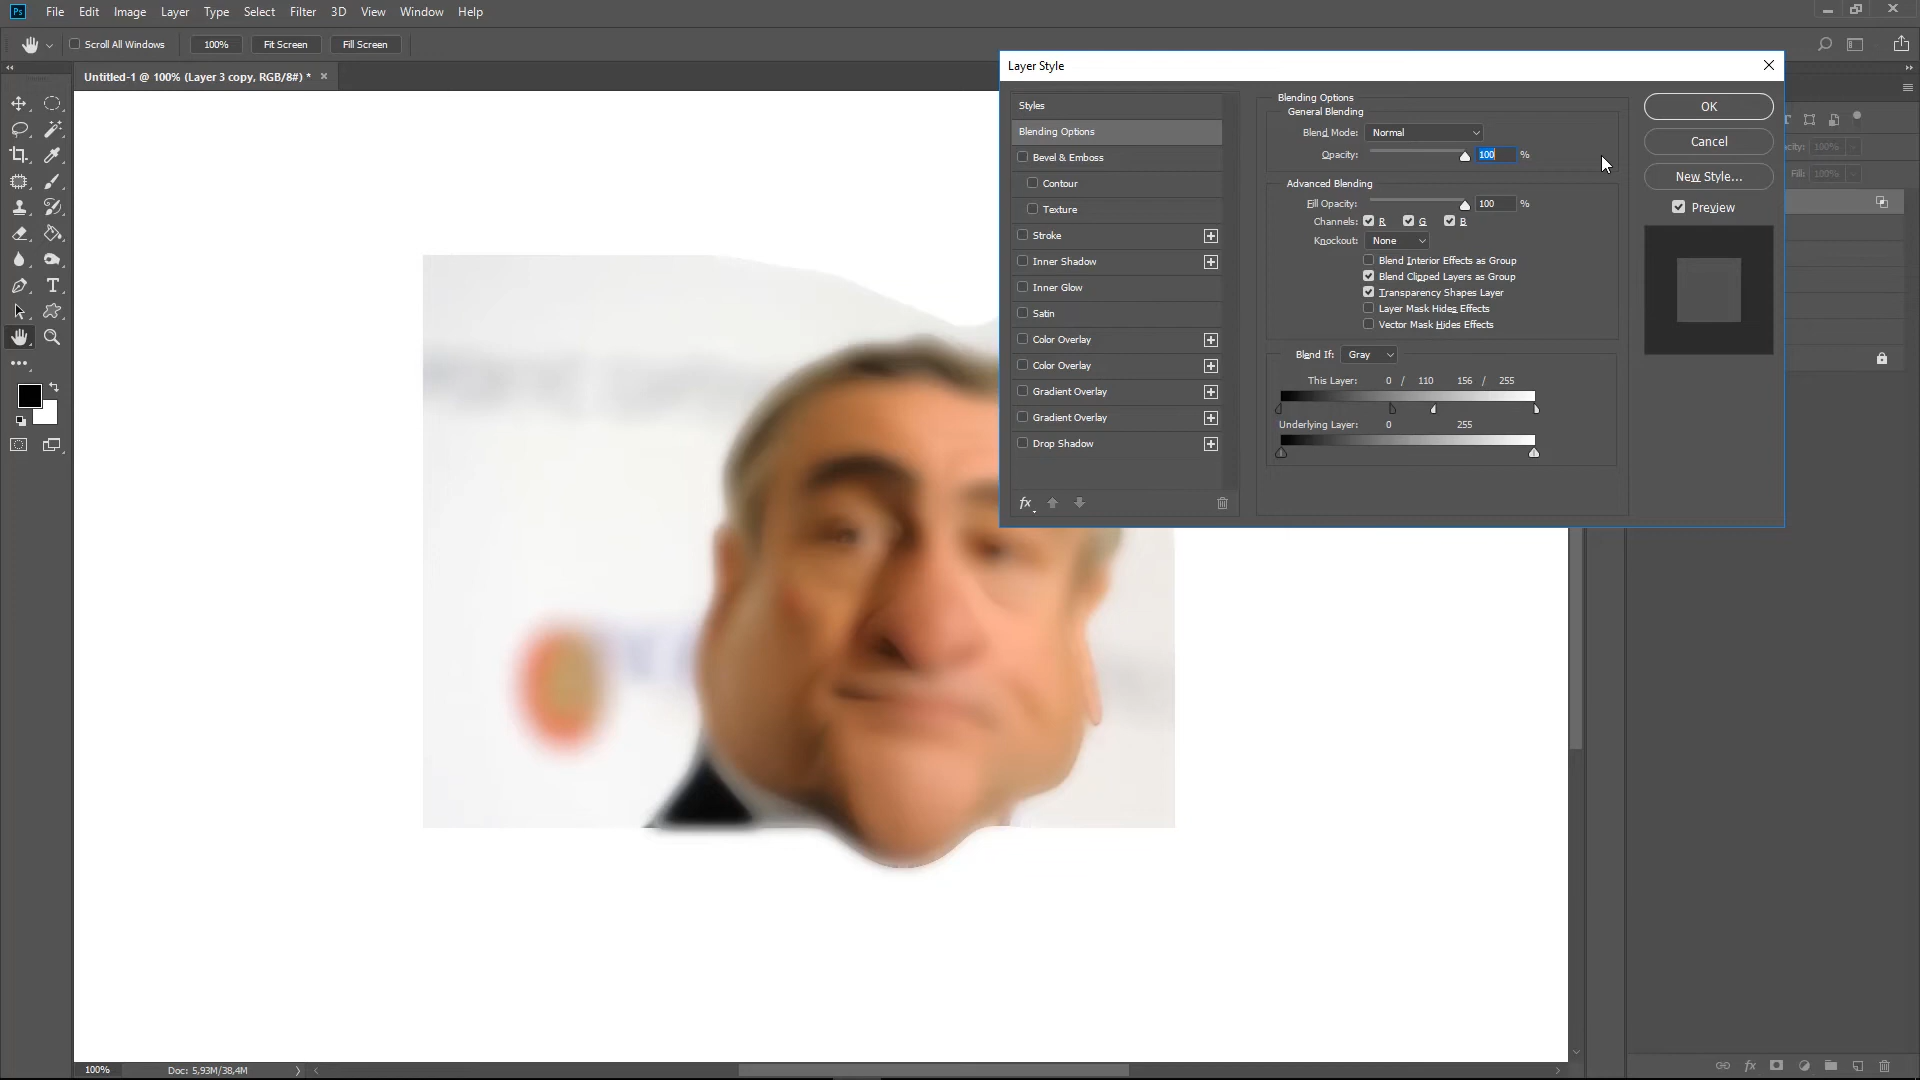 Ps File Edit Image Layer Type Select Filter 3D View Window Help
Scroll All Windows 100% Fit Screen Fill Screen
Untitled-1 @ 100% (Layer 3 copy, RGB/8#) * ×
Layer Style
Styles
Blending Options
Bevel & Emboss
Contour
Texture
Stroke
Inner Shadow
Inner Glow
Satin
Color Overlay
Color Overlay
Gradient Overlay
Gradient Overlay
Drop Shadow
fx
Blending Options
General Blending
Blend Mode: Normal
Opacity: 100 %
Advanced Blending
Fill Opacity: 100 %
Channels: R G B
Knockout: None
Blend Interior Effects as Group
Blend Clipped Layers as Group
Transparency Shapes Layer
Layer Mask Hides Effects
Vector Mask Hides Effects
Blend If: Gray
This Layer: 0 / 110 156 / 255
Underlying Layer: 0 255
OK
Cancel
New Style...
Preview
acity: 100%
Fill: 100%
T
100% Doc: 5,93M/38,4M
fx